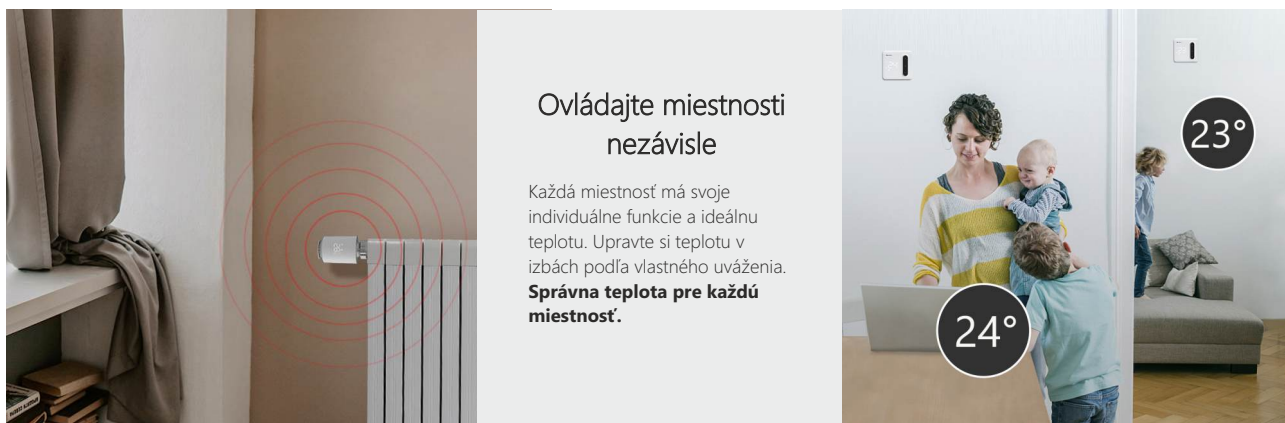 Ovládajte miestnosti
nezávisle
Každá miestnosť má svoje
individuálne funkcie a ideálnu
teplotu. Upravte si teplotu v
izbách podľa vlastného uváženia.
Správna teplota pre každú
miestnosť.
24°
23°